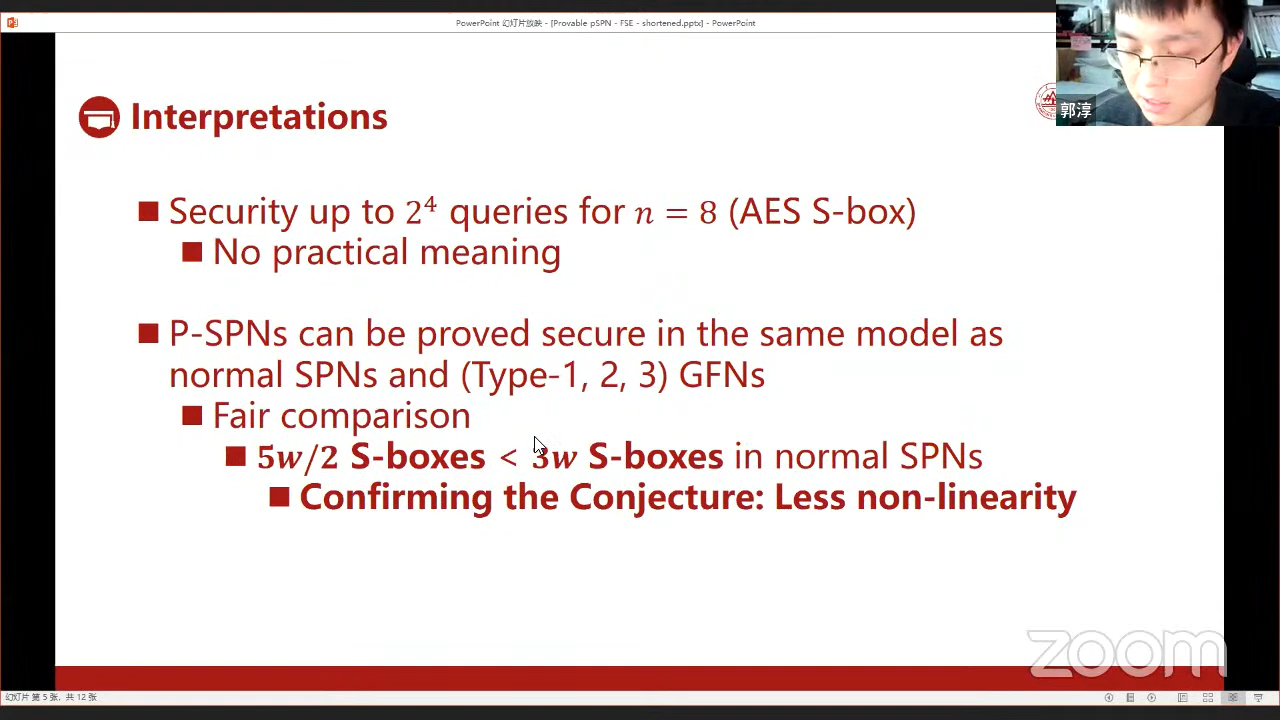 PowerPoint 幻灯片放映 - [Provable pSPN - FSE - shortened.pptx] - PowerPoint
郭淳
Interpretations
■ Security up to 2⁴ queries for n = 8 (AES S-box)
■ No practical meaning
■ P-SPNs can be proved secure in the same model as
normal SPNs and (Type-1, 2, 3) GFNs
■ Fair comparison
■ 5w/2 S-boxes < 3w S-boxes in normal SPNs
■ Confirming the Conjecture: Less non-linearity
zoom
幻灯片 第 5 张，共 12 张